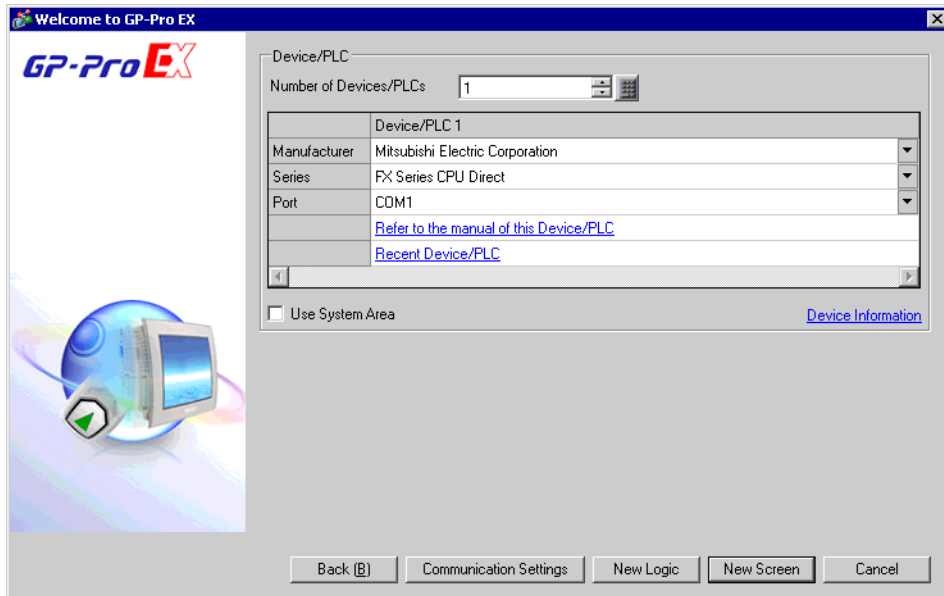 Welcome to GP-Pro EX
GP-Pro EX
Device/PLC
Number of Devices/PLCs 1
Device/PLC 1
Manufacturer Mitsubishi Electric Corporation
Series FX Series CPU Direct
Port COM1
Refer to the manual of this Device/PLC
Recent Device/PLC
Use System Area Device Information
Back (B) Communication Settings New Logic New Screen Cancel